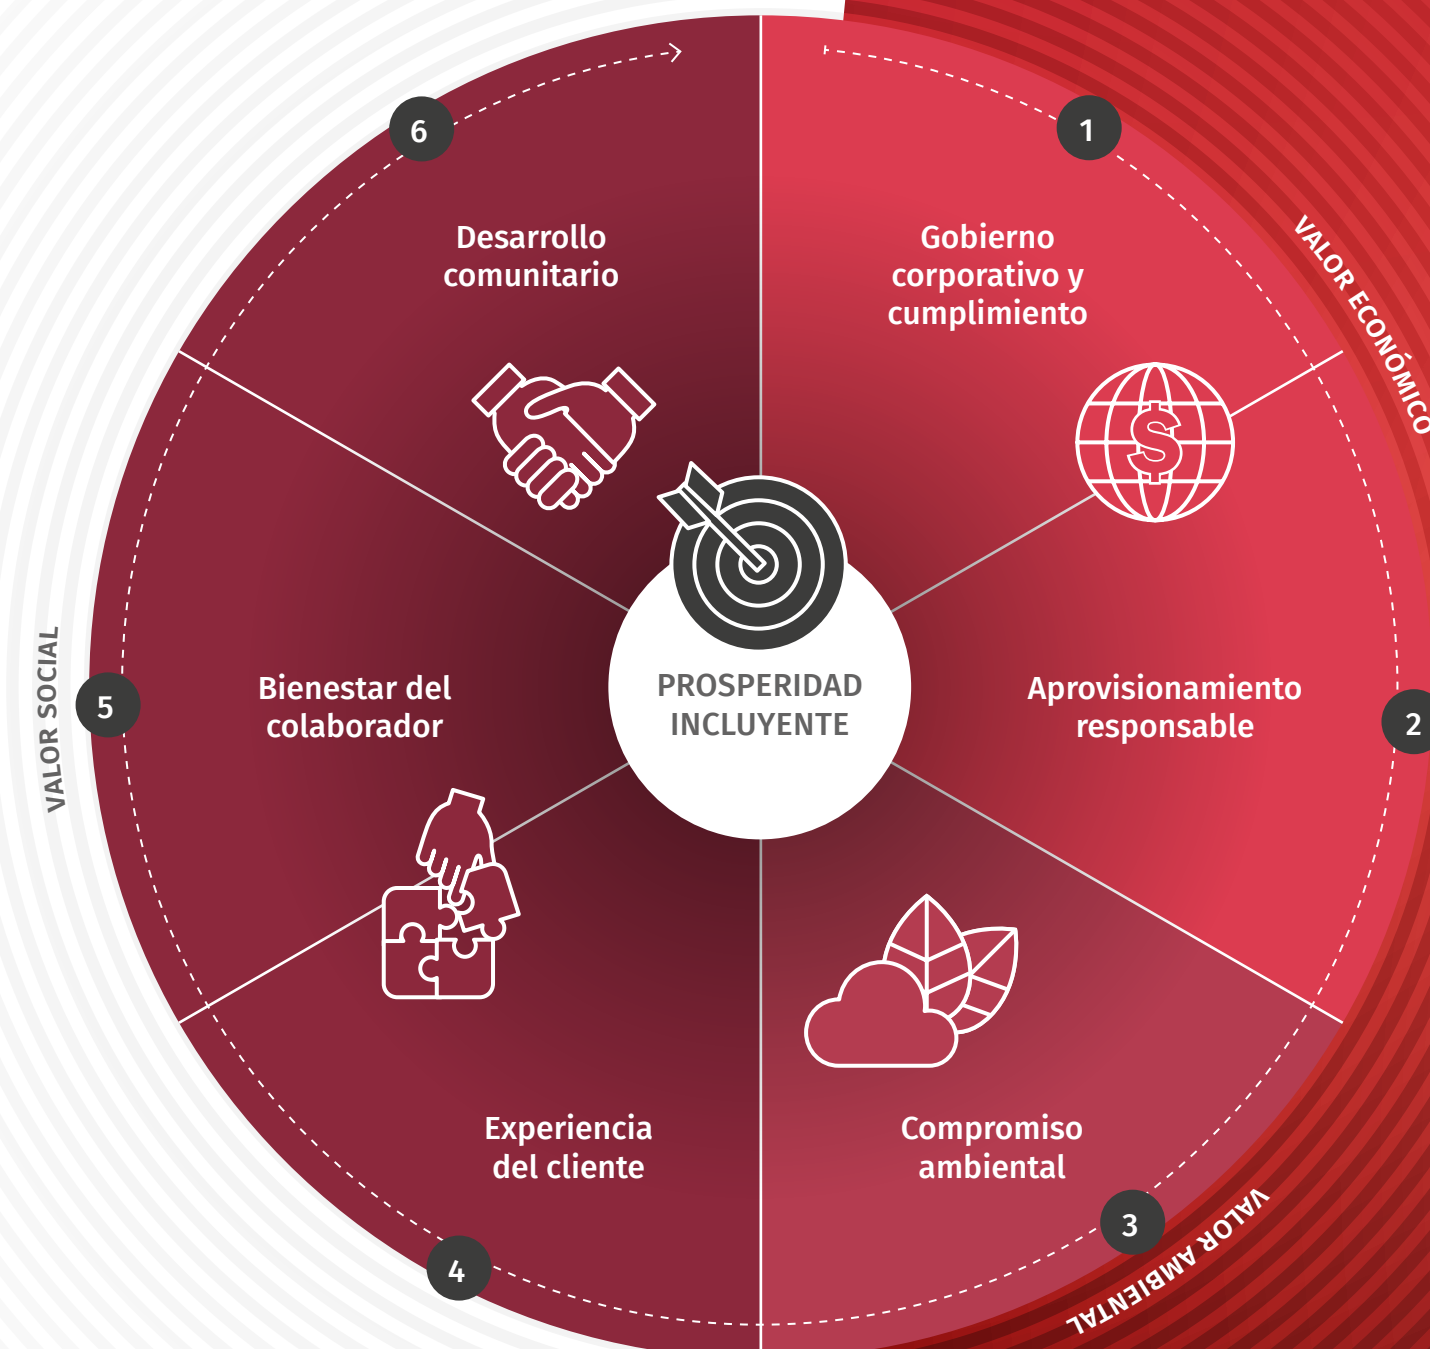 1
Gobierno
corporativo y
cumplimiento
VALOR ECONÓMICO
$
2
Aprovisionamiento
responsable
3
Compromiso
ambiental
VALOR AMBIENTAL
4
Experiencia
del cliente
5
Bienestar del
colaborador
VALOR SOCIAL
6
Desarrollo
comunitario
PROSPERIDAD
INCLUYENTE